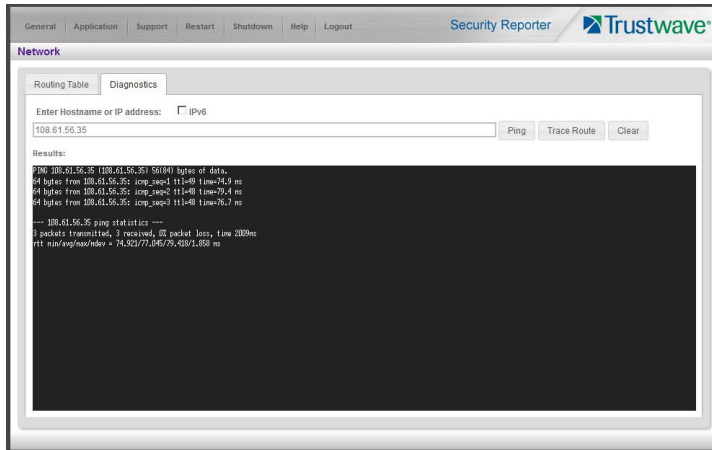 General Application Support Restart Shutdown Help Logout Security Reporter Trustwave®
Network
Routing Table Diagnostics
Enter Hostname or IP address: IPv6
108.61.56.35 Ping Trace Route Clear
Results:
PING 108.61.56.35 (108.61.56.35) 56(84) bytes of data.
64 bytes from 108.61.56.35: icmp_seq=1 ttl=49 time=74.9 ms
64 bytes from 108.61.56.35: icmp_seq=2 ttl=48 time=79.4 ms
64 bytes from 108.61.56.35: icmp_seq=3 ttl=48 time=76.7 ms
--- 108.61.56.35 ping statistics ---
3 packets transmitted, 3 received, 0% packet loss, time 2009ms
rtt min/avg/max/mdev = 74.921/77.045/79.418/1.858 ms